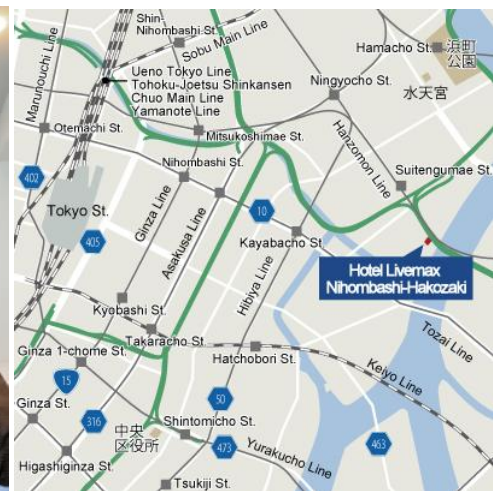 Shin-
Nihombashi St.
Sobu Main Line
Hamacho St.
浜町
公園
Marunouchi Line
Ueno Tokyo Line
Tohoku-Joetsu Shinkansen
Chuo Main Line
Yamanote Line
Ningyocho St.
水天宮
Otemachi St.
Mitsukoshimae St.
Hanzomon Line
Nihombashi St.
Suitengumae St.
402
Tokyo St.
Ginza Line
Asakusa Line
10
405
Kayabacho St
Hotel Livemax
Nihombashi-Hakozaki
Hibiya Line
Kyobashi St.
Tozai Line
Takaracho St.
Ginza 1-chome St.
Hatchobori St.
Keiyo Line
15
Ginza St.
50
316
中央
区役所
Shintomicho St.
473
463
Yurakucho Line
Higashiginza St.
Tsukiji St.